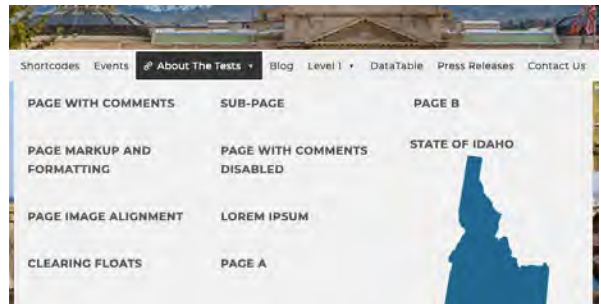 Shortcodes Events About The Tests Blog Level 1 DataTable Press Releases Contact Us
PAGE WITH COMMENTS
SUB-PAGE
PAGE B
PAGE MARKUP AND
FORMATTING
PAGE WITH COMMENTS
DISABLED
STATE OF IDAHO
PAGE IMAGE ALIGNMENT
LOREM IPSUM
CLEARING FLOATS
PAGE A